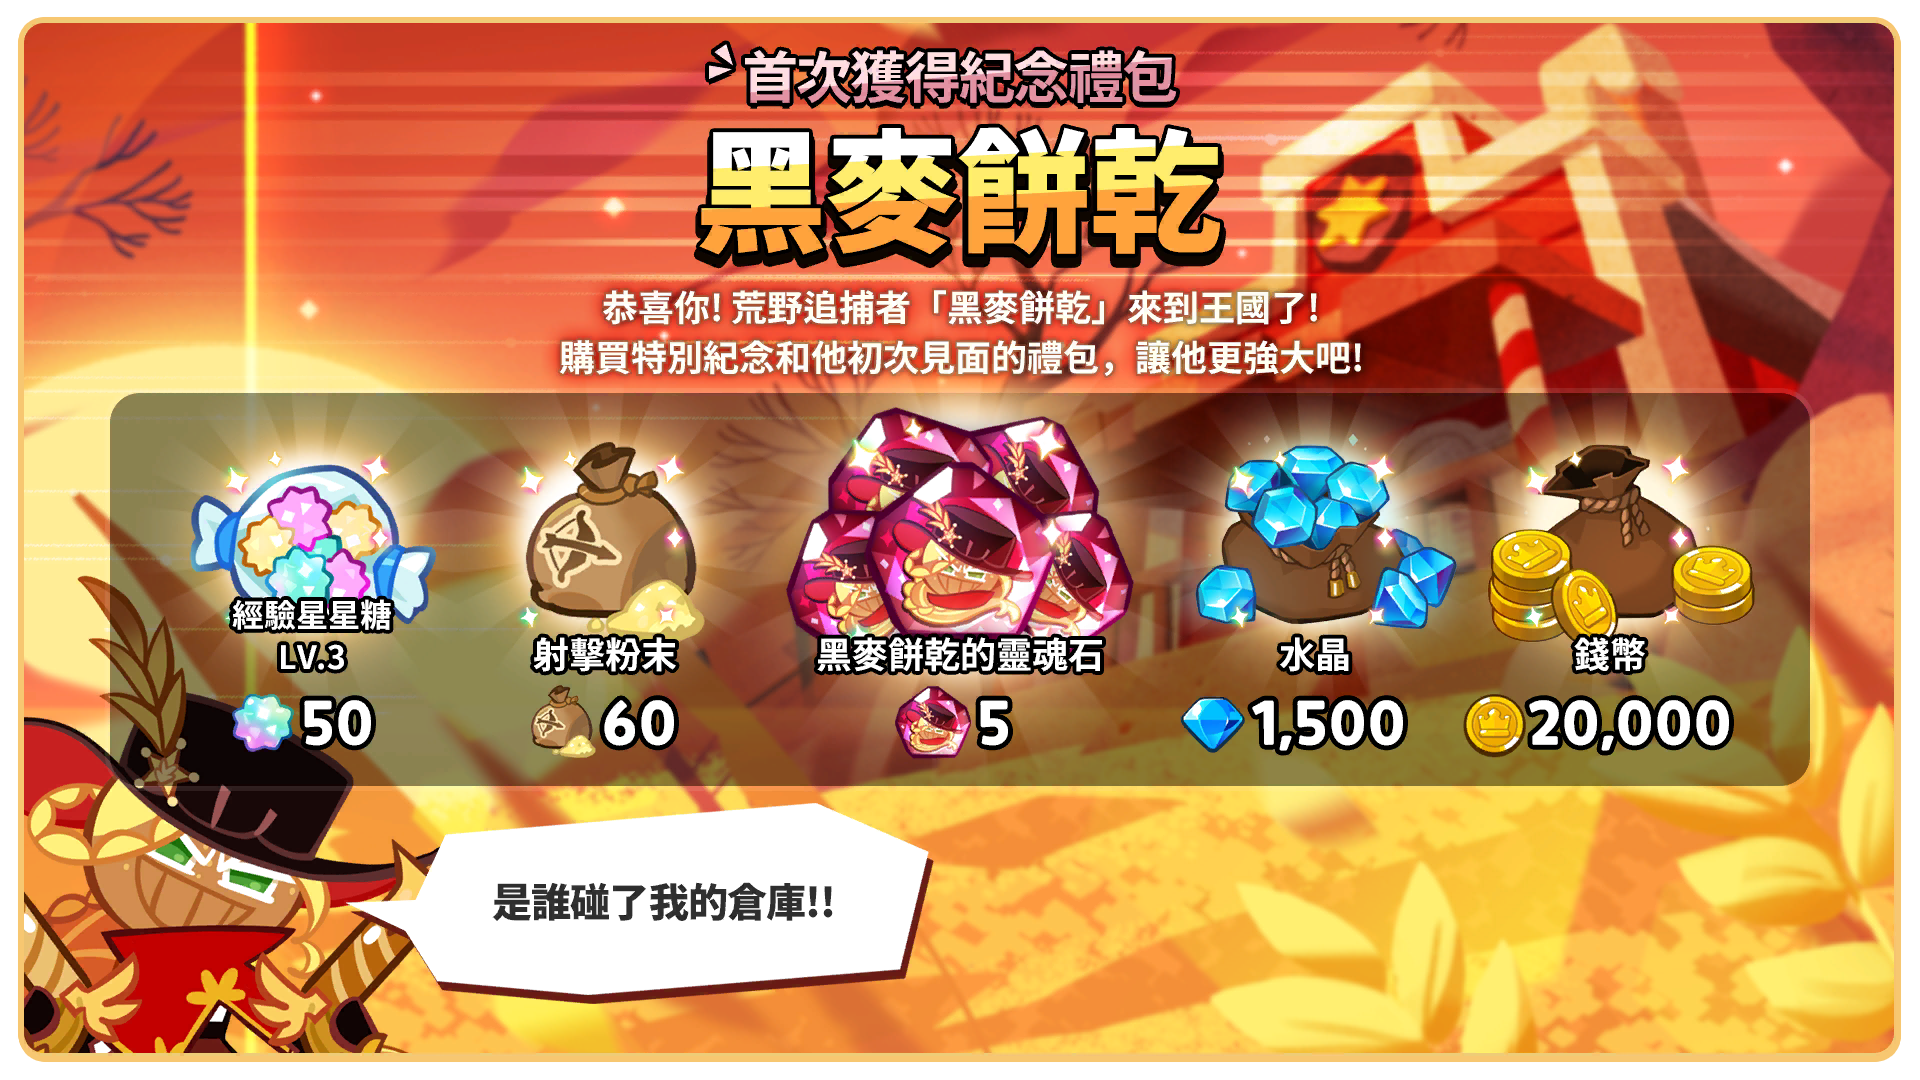 首次獲得紀念禮包
黑麥餅乾
恭喜你! 荒野追捕者「黑麥餅乾」來到王國了!
購買特別紀念和他初次見面的禮包，讓他更強大吧!
經驗星星糖
LV.3
50
射擊粉末
60
黑麥餅乾的靈魂石
5
水晶
1,500
錢幣
20,000
是誰碰了我的倉庫!!